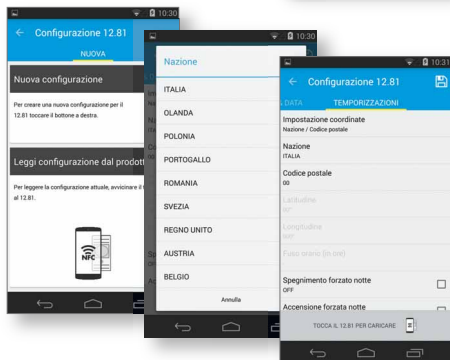 10:30
Configurazione 12.81
NUOVA
Nuova configurazione
Per creare una nuova configurazione per il
12.81 toccare il bottone a destra.
Leggi configurazione dal prodott
Per leggere la configurazione attuale, avvicinare il
al 12.81.
NFC
10:30
Nazione
ITALIA
OLANDA
POLONIA
PORTOGALLO
ROMANIA
SVEZIA
REGNO UNITO
AUSTRIA
BELGIO
Annulla
10:31
Configurazione 12.81
DATA TEMPORIZZAZIONI
Impostazione coordinate
Nazione / Codice postale
Nazione
ITALIA
Codice postale
00
Latitudine
Longitudine
Fuso orario (in ore)
Spegnimento forzato notte
OFF
Accensione forzata notte
TOCCA IL 12.81 PER CARICARE